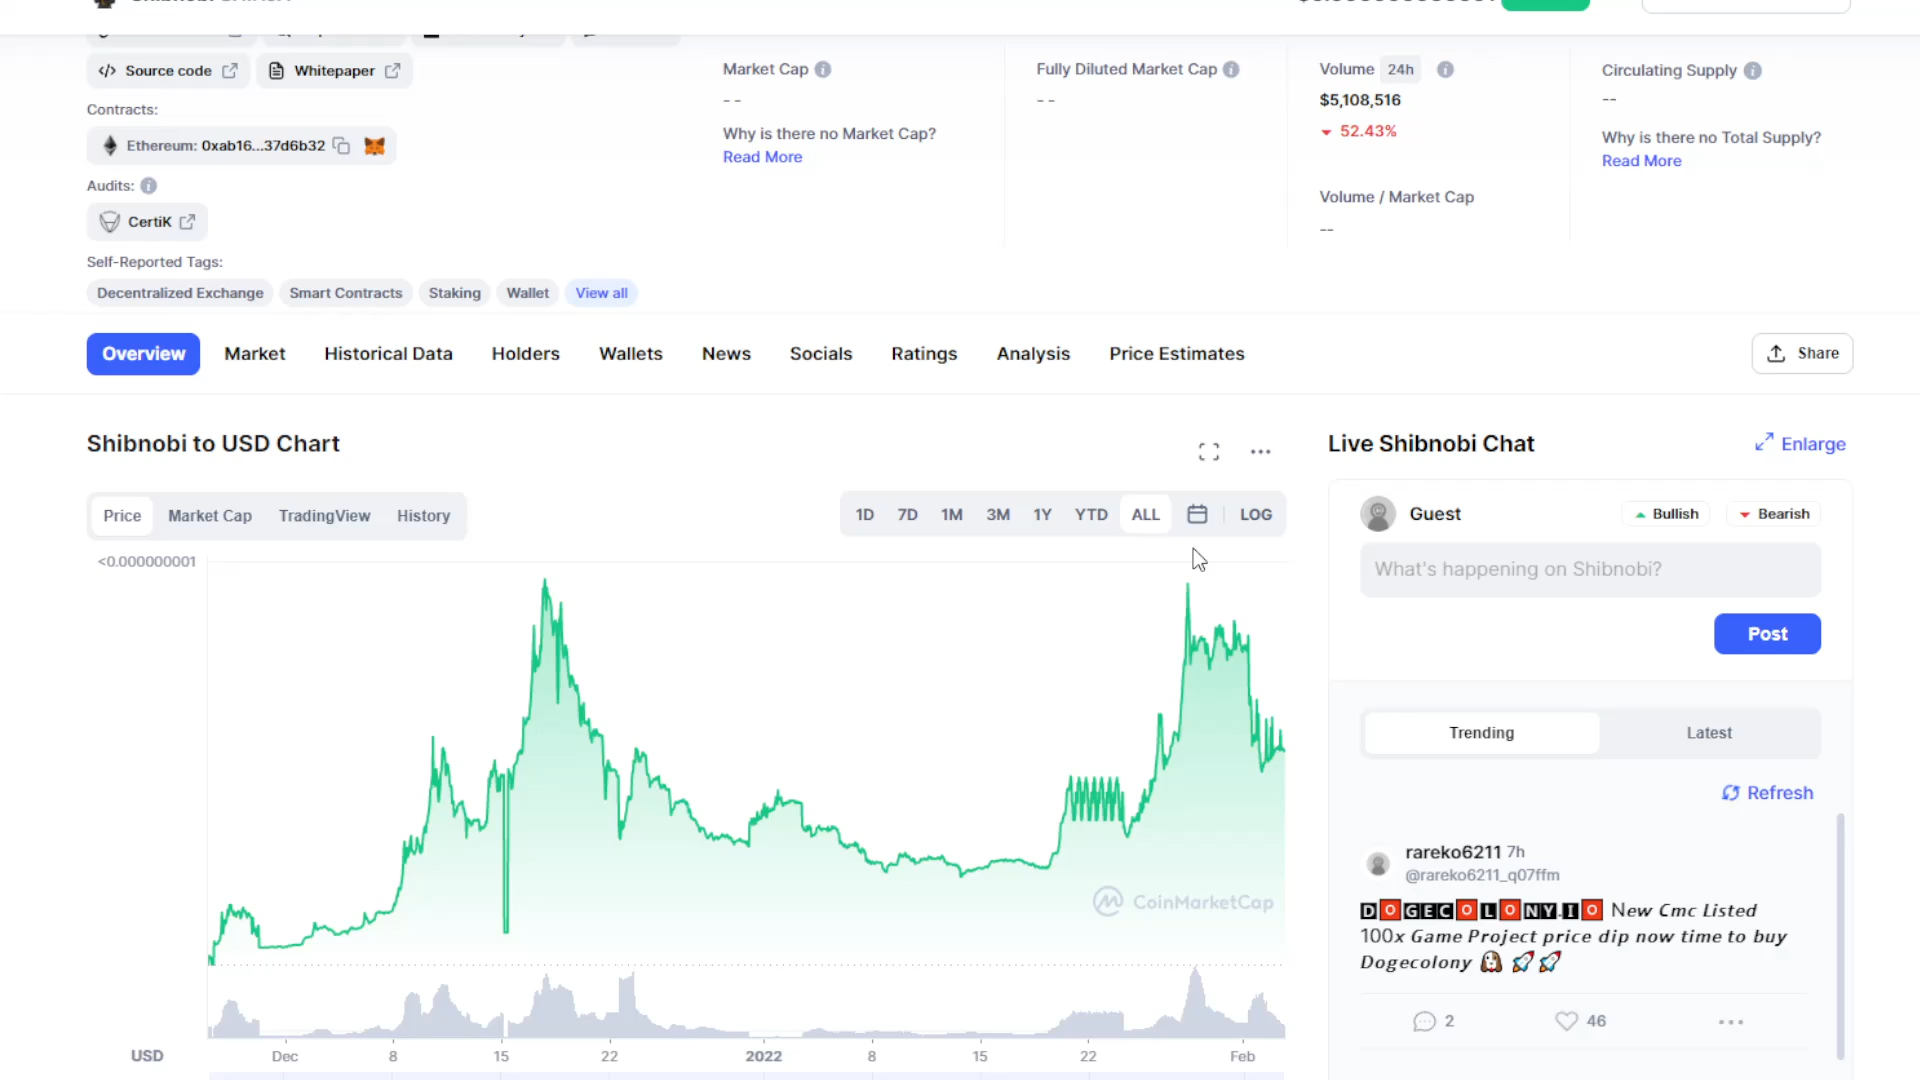 Source code
Whitepaper
Contracts:
Ethereum: 0xab16...37d6b32
Audits:
CertiK
Self-Reported Tags:
Decentralized Exchange
Smart Contracts
Staking
Wallet
View all
Market Cap
- -
Why is there no Market Cap?
Read More
Fully Diluted Market Cap
- -
Volume 24h
$5,108,516
52.43%
Volume / Market Cap
--
Circulating Supply
--
Why is there no Total Supply?
Read More
Overview
Market
Historical Data
Holders
Wallets
News
Socials
Ratings
Analysis
Price Estimates
Share
Shibnobi to USD Chart
Price
Market Cap
TradingView
History
1D
7D
1M
3M
1Y
YTD
ALL
LOG
<0.000000001
CoinMarketCap
USD
Dec
8
15
22
2022
8
15
22
Feb
Live Shibnobi Chat
Enlarge
Guest
Bullish
Bearish
What's happening on Shibnobi?
Post
Trending
Latest
Refresh
rareko6211 7h
@rareko6211_q07ffm
DOGECOLONY.IO New Cmc Listed
100x Game Project price dip now time to buy
Dogecolony
2
46